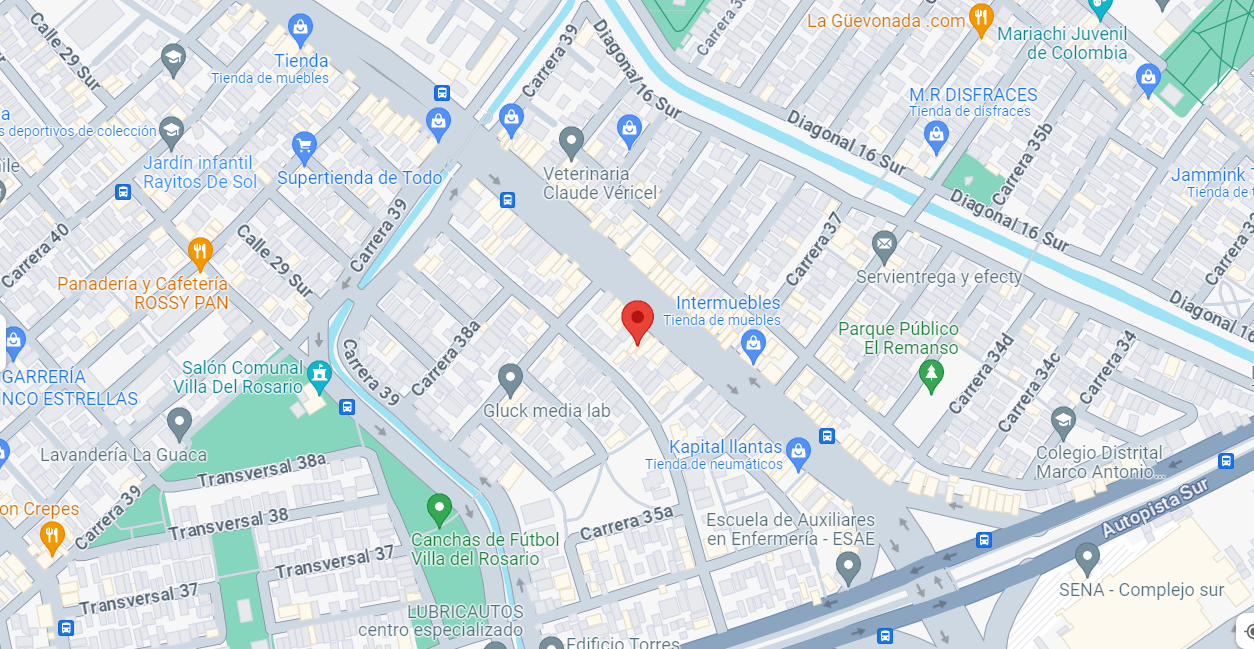 Calle 29 Sur
Tienda
Tienda de muebles
Carrera 39
Diagonal 16 Sur
Carrera 3
La Güevonada .com
Mariachi Juvenil
de Colombia
M.R DISFRACES
Tienda de disfraces
Diagonal 16 Sur
Carrera 35b
Jammink T
Tienda de t
a
s deportivos de colección
Jardín infantil
Rayitos De Sol
Supertienda de Todo
Veterinaria
Claude Véricel
ile
Carrera 40
Calle 29 Sur
Carrera 39
Carrera 37
Diagonal 16 Sur
Carrera 3
Panadería y Cafetería
ROSSY PAN
Servientrega y efecty
Diagonal 16
Intermuebles
Tienda de muebles
Parque Público
El Remanso
Carrera 38a
Carrera 39
Carrera 34d
Carrera 34c
Carrera 34
Salón Comunal
Villa Del Rosario
GARRERÍA
NCO ESTRELLAS
Gluck media lab
Lavandería La Guaca
Kapital llantas
Tienda de neumáticos
Colegio Distrital
Marco Antonio...
Transversal 38a
on Crepes
Carrera 39
Transversal 38
Carrera 35a
Escuela de Auxiliares
en Enfermería - ESAE
Autopista Sur
Canchas de Fútbol
Villa del Rosario
Transversal 37
Transversal 37
SENA - Complejo sur
LUBRICAUTOS
centro especializado
Edificio Torres